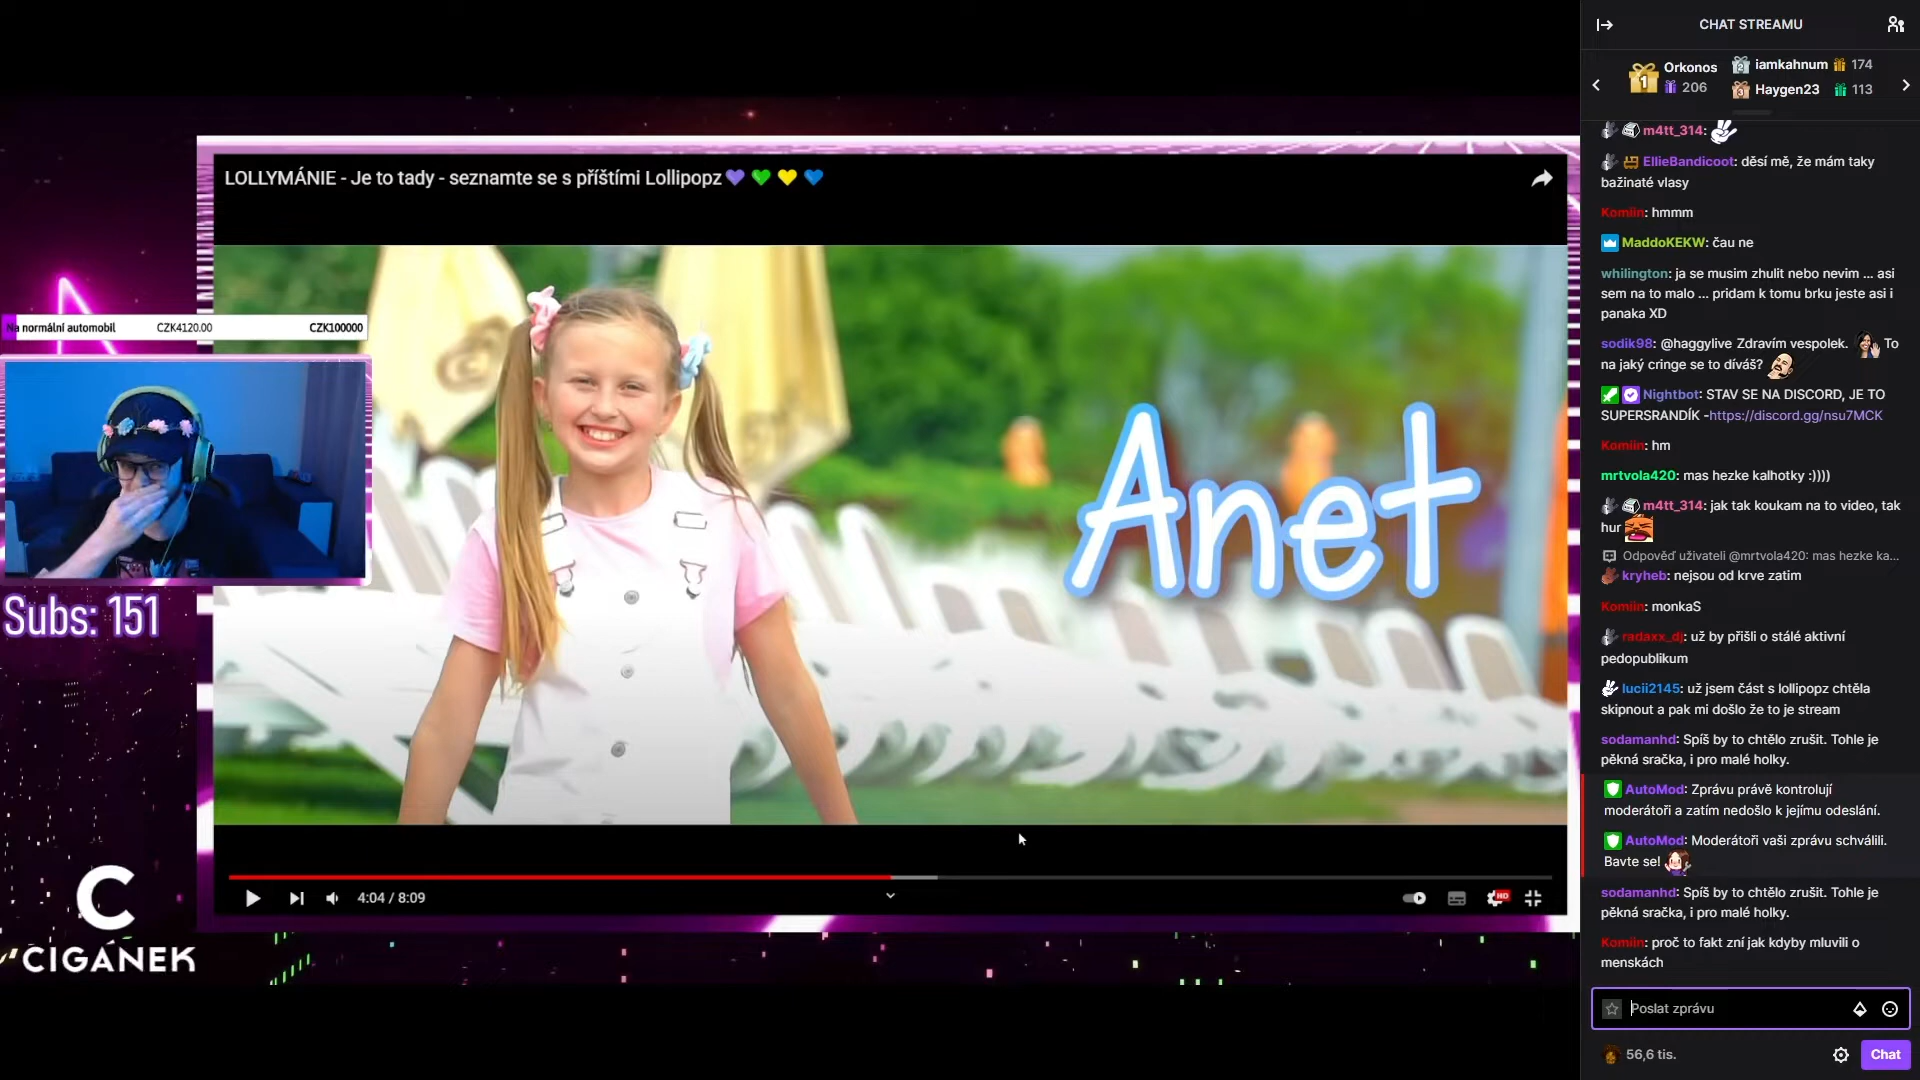 LOLLYMÁNIE - Je to tady - seznamte se s příštími Lollipopz
Na normální automobil CZK4120.00 CZK100000
Anet
Subs: 151
4:04 / 8:09
HD
C
CIGÁNEK
CHAT STREAMU
1 Orkonos 206
2 iamkahnum 174
3 Haygen23 113
m4tt_314:
EllieBandicoot: děsí mě, že mám taky
bažinaté vlasy
Komiin: hmmm
MaddoKEKW: čau ne
whilington: ja se musim zhulit nebo nevim ... asi
sem na to malo ... pridam k tomu brku jeste asi i
panaka XD
sodik98: @haggylive Zdravím vespolek. To
na jaký cringe se to díváš?
Nightbot: STAV SE NA DISCORD, JE TO
SUPERSRANDÍK -https://discord.gg/nsu7MCK
Komiin: hm
mrtvola420: mas hezke kalhotky :))))
m4tt_314: jak tak koukam na to video, tak
hur
Odpověď uživateli @mrtvola420: mas hezke ka...
kryheb: nejsou od krve zatim
Komiin: monkaS
radaxx_dj: už by přišli o stálé aktivní
pedopublikum
lucii2145: už jsem část s lollipopz chtěla
skipnout a pak mi došlo že to je stream
sodamanhd: Spíš by to chtělo zrušit. Tohle je
pěkná sračka, i pro malé holky.
AutoMod: Zprávu právě kontrolují
moderátoři a zatím nedošlo k jejímu odeslání.
AutoMod: Moderátoři vaši zprávu schválili.
Bavte se!
sodamanhd: Spíš by to chtělo zrušit. Tohle je
pěkná sračka, i pro malé holky.
Komiin: proč to fakt zní jak kdyby mluvili o
menskách
Poslat zprávu
56,6 tis.
Chat